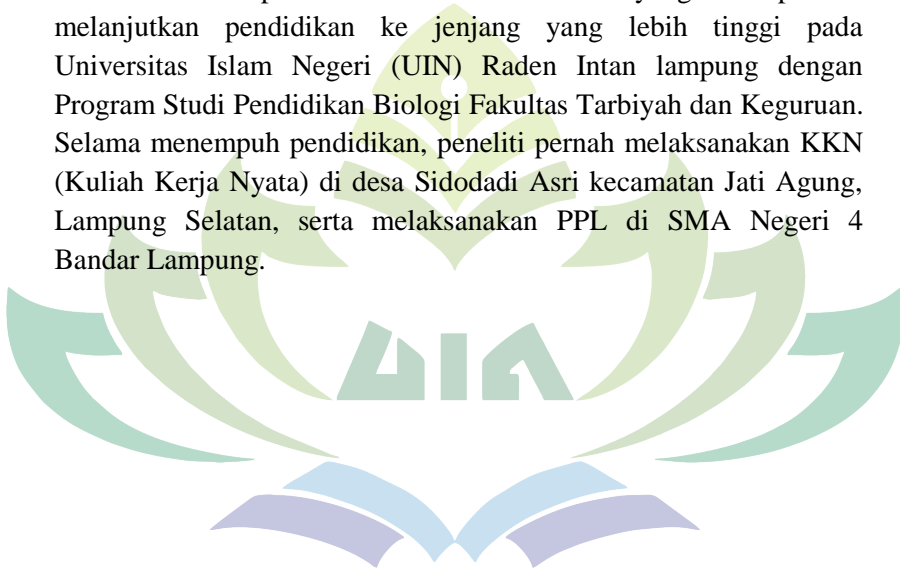 melanjutkan pendidikan ke jenjang yang lebih tinggi pada
Universitas Islam Negeri (UIN) Raden Intan lampung dengan
Program Studi Pendidikan Biologi Fakultas Tarbiyah dan Keguruan.
Selama menempuh pendidikan, peneliti pernah melaksanakan KKN
(Kuliah Kerja Nyata) di desa Sidodadi Asri kecamatan Jati Agung,
Lampung Selatan, serta melaksanakan PPL di SMA Negeri 4
Bandar Lampung.
UIN